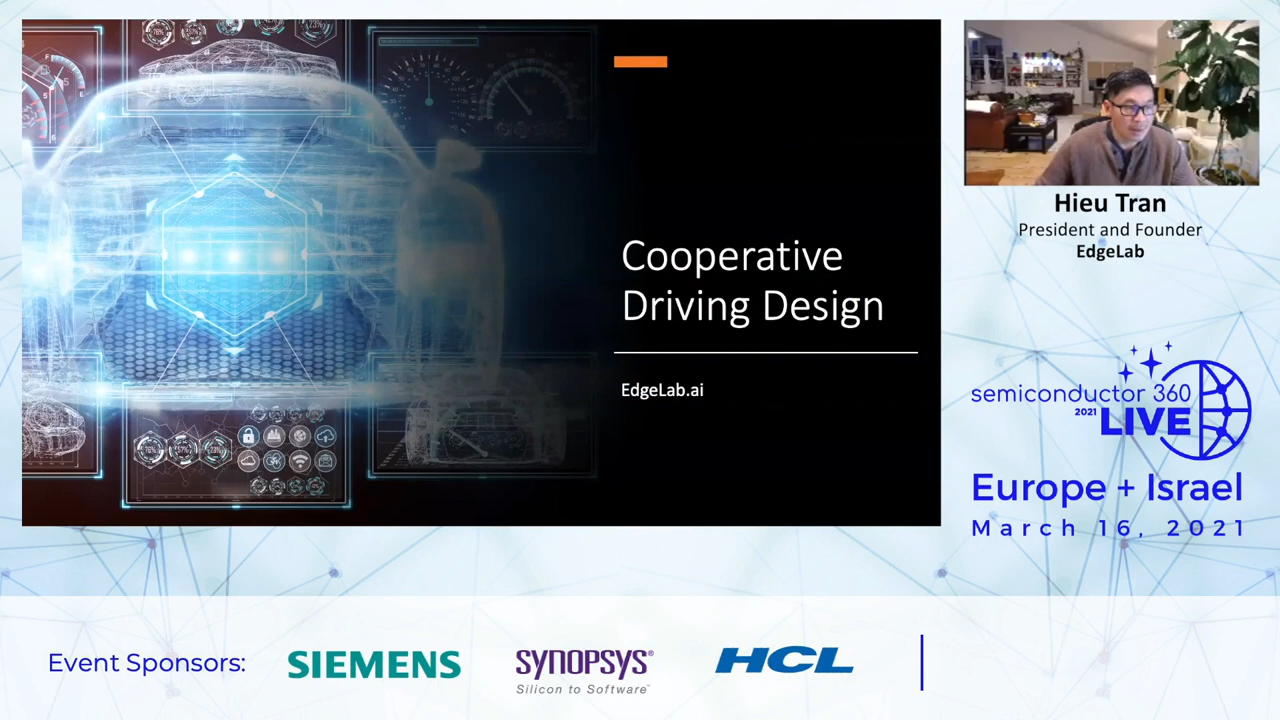 Cooperative
Driving Design
EdgeLab.ai
Hieu Tran
President and Founder
EdgeLab
semiconductor 360
2021 LIVE
Europe + Israel
March 16, 2021
Event Sponsors:
SIEMENS
SYNOPSYS®
Silicon to Software™
HCL